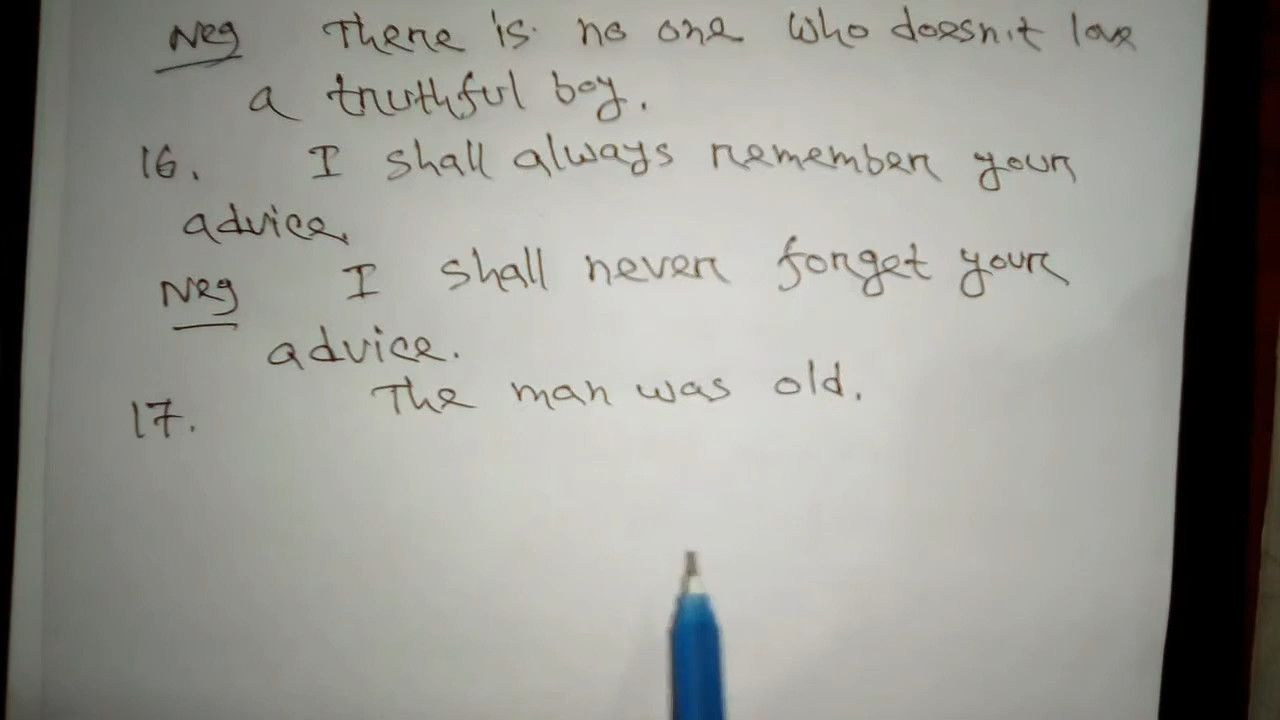 Neg There is no one who doesn't love
a truthful boy.
16. I shall always remember your
advice.
Neg I shall never forget your
advice.
17. The man was old.